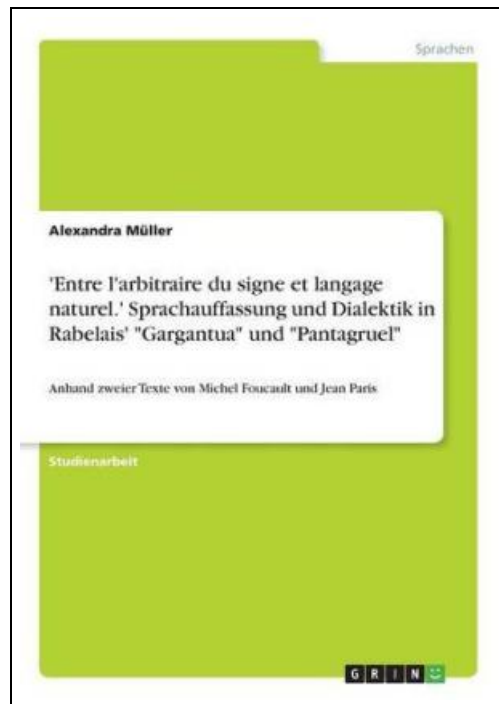 Sprachen
Alexandra Müller
'Entre l'arbitraire du signe et langage
naturel.' Sprachauffassung und Dialektik in
Rabelais' "Gargantua" und "Pantagruel"
Anhand zweier Texte von Michel Foucault und Jean Paris
Studienarbeit
GRIN